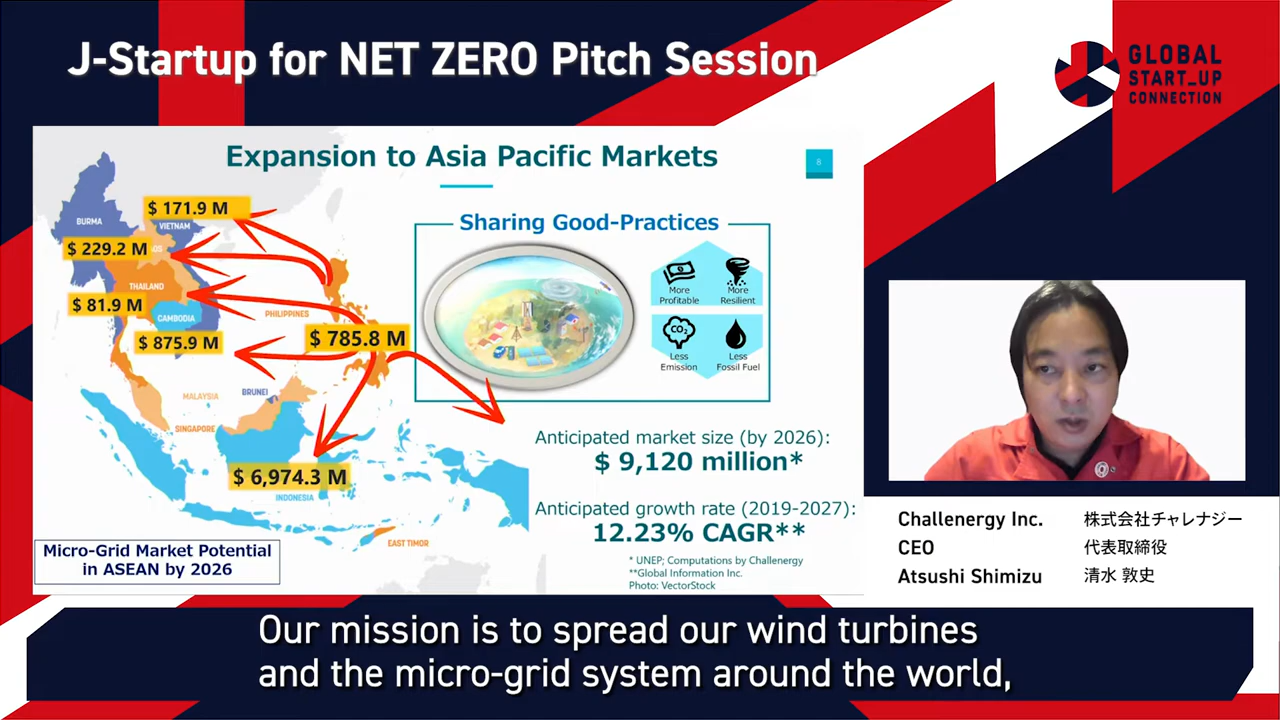 J-Startup for NET ZERO Pitch Session
GLOBAL
START_UP
CONNECTION
Expansion to Asia Pacific Markets
8
$ 171.9 M
BURMA
VIETNAM
$ 229.2 M
OS
THAILAND
$ 81.9 M
CAMBODIA
PHILIPPINES
$ 875.9 M
$ 785.8 M
MALAYSIA
BRUNEI
SINGAPORE
$ 6,974.3 M
INDONESIA
EAST TIMOR
Micro-Grid Market Potential
in ASEAN by 2026
Sharing Good-Practices
More
Profitable
More
Resilient
CO2
Less
Emission
Less
Fossil Fuel
Anticipated market size (by 2026):
$ 9,120 million*
Anticipated growth rate (2019-2027):
12.23% CAGR**
* UNEP; Computations by Challenergy
**Global Information Inc.
Photo: VectorStock
Challenergy Inc. 株式会社チャレナジー
CEO 代表取締役
Atsushi Shimizu 清水 敦史
Our mission is to spread our wind turbines
and the micro-grid system around the world,